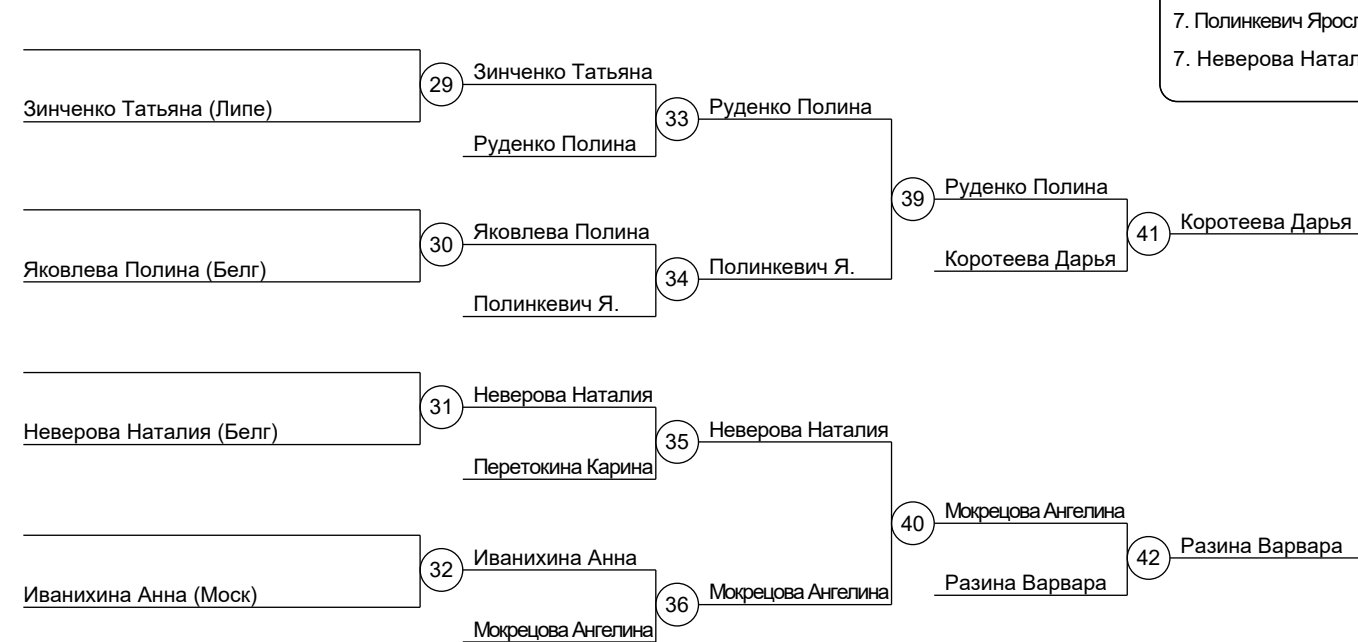 7. Полинкевич Яросл
7. Неверова Натал
Зинченко Татьяна (Липе)
29
Зинченко Татьяна
Руденко Полина
33
Руденко Полина
Яковлева Полина (Белг)
30
Яковлева Полина
Полинкевич Я.
34
Полинкевич Я.
39
Руденко Полина
Коротеева Дарья
41
Коротеева Дарья
Неверова Наталия (Белг)
31
Неверова Наталия
Перетокина Карина
35
Неверова Наталия
Иванихина Анна (Моск)
32
Иванихина Анна
Мокрецова Ангелина
36
Мокрецова Ангелина
40
Мокрецова Ангелина
Разина Варвара
42
Разина Варвара